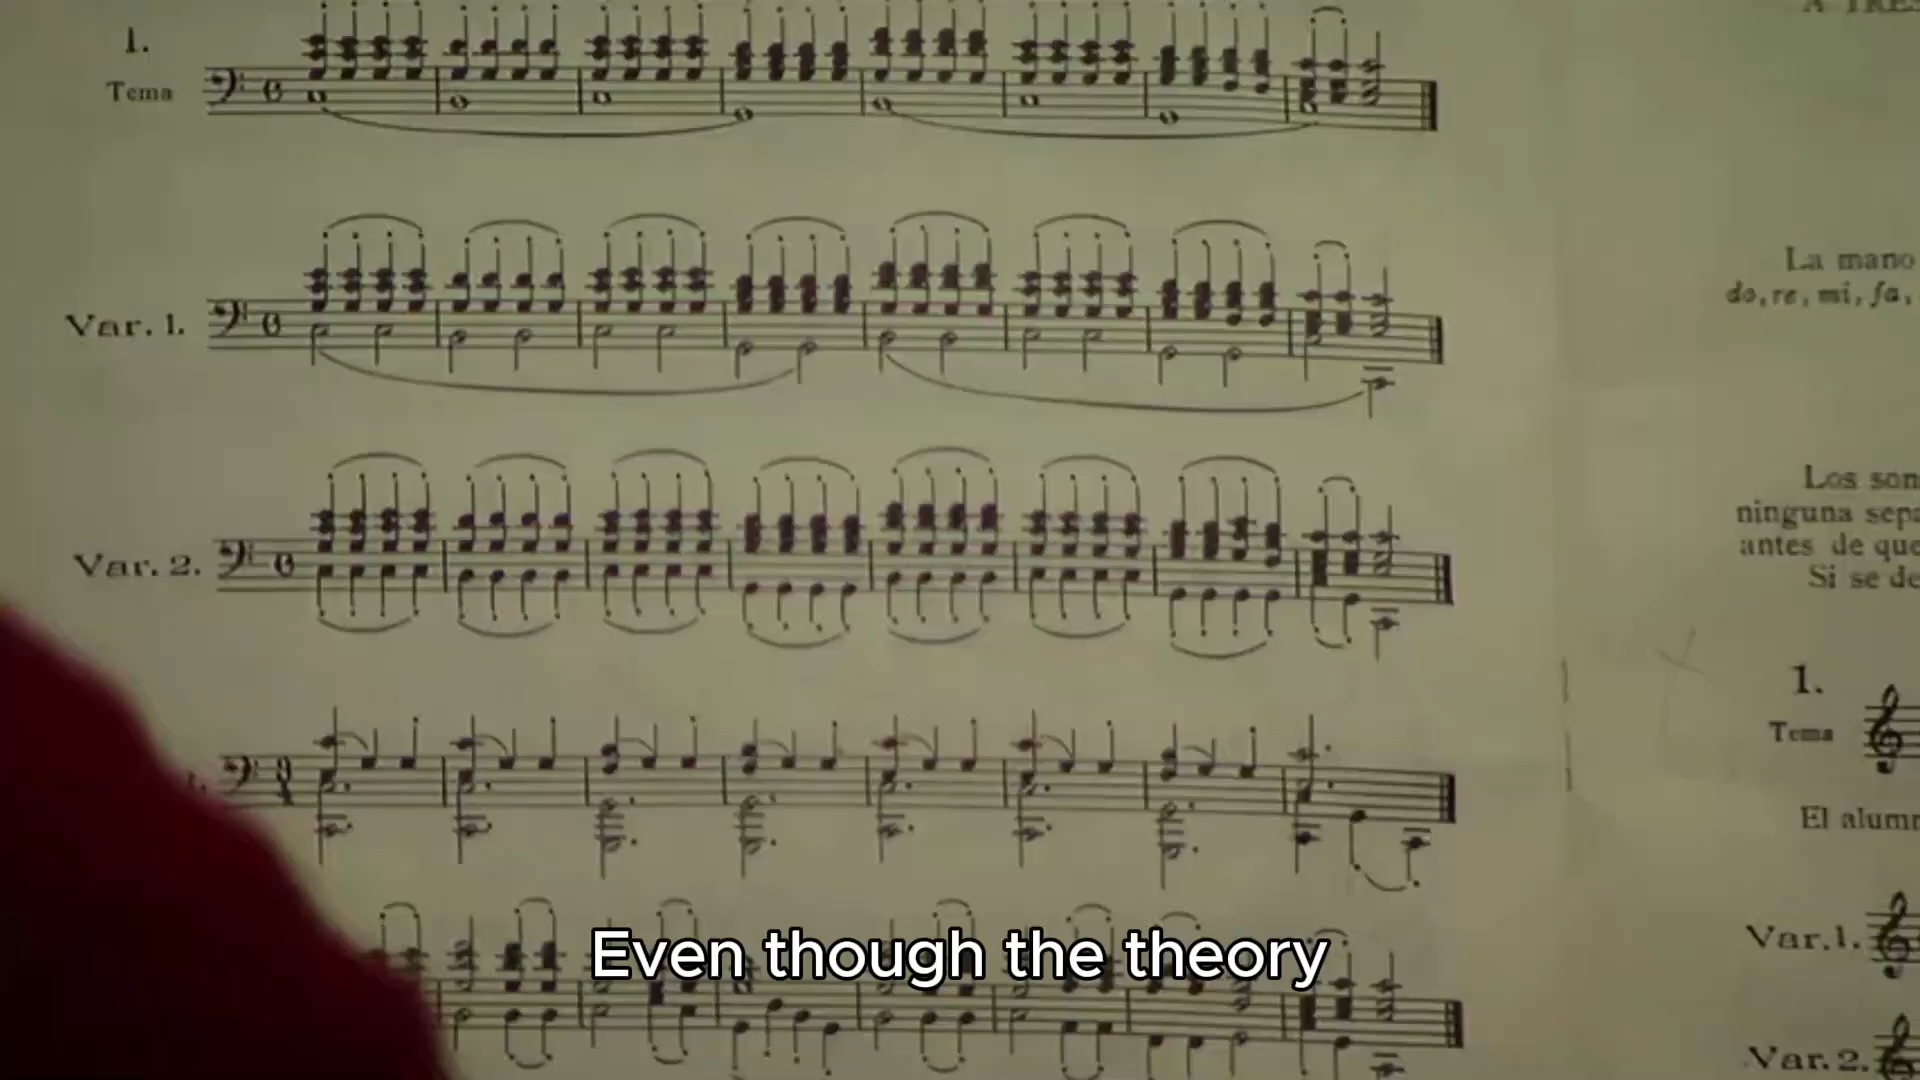 1.
Tema
Var. 1.
Var. 2.
A TRES
La mano
do, re, mi, fa,
Los son
ninguna sepa
antes de que
Si se de
1.
Tema
El alumn
Var. 1.
Var. 2.
Even though the theory